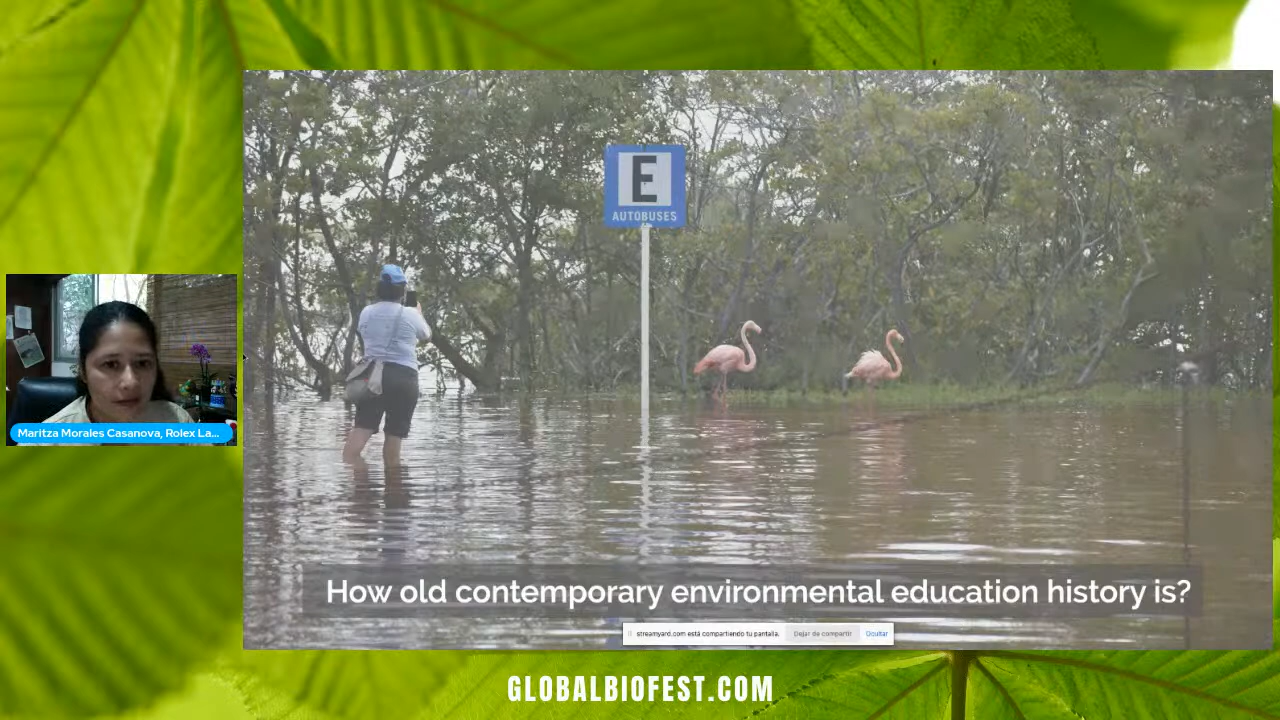 E
AUTOBUSES
Maritza Morales Casanova, Rolex La...
How old contemporary environmental education history is?
streamyard.com está compartiendo tu pantalla. Dejar de compartir Ocultar
GLOBALBIOFEST.COM